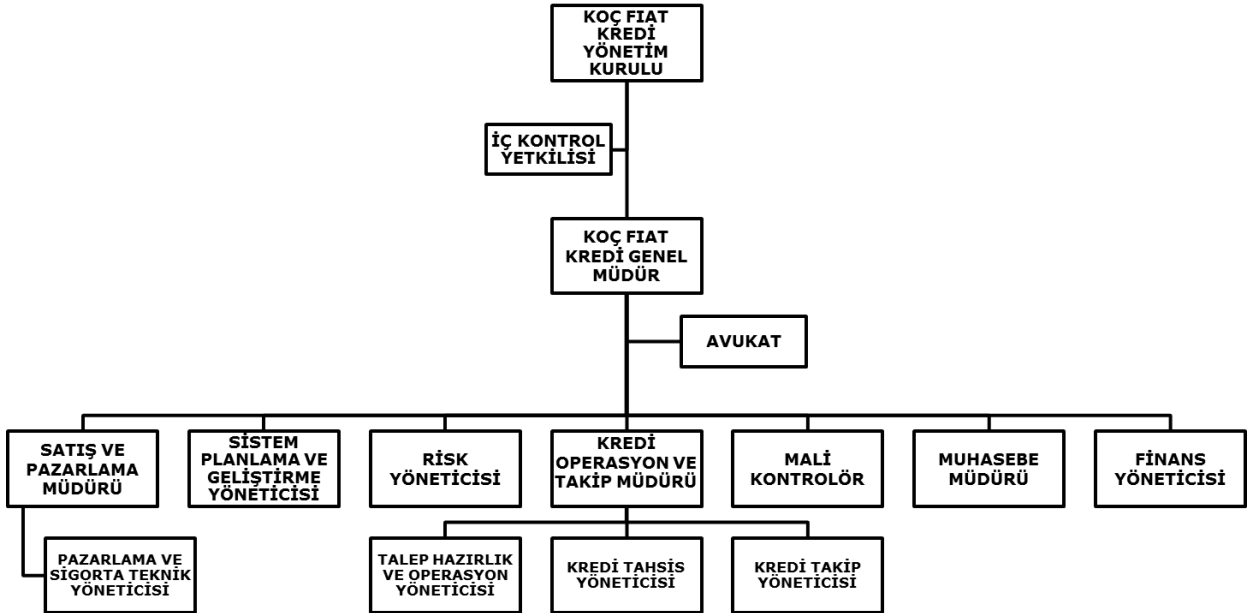 KOÇ FIAT
KREDİ
YÖNETİM
KURULU
İÇ KONTROL
YETKİLİSİ
KOÇ FIAT
KREDİ GENEL
MÜDÜR
AVUKAT
SATIŞ VE
PAZARLAMA
MÜDÜRÜ
SİSTEM
PLANLAMA VE
GELİŞTİRME
YÖNETİCİSİ
RİSK
YÖNETİCİSİ
KREDİ
OPERASYON VE
TAKİP MÜDÜRÜ
MALİ
KONTROLÖR
MUHASEBE
MÜDÜRÜ
FİNANS
YÖNETİCİSİ
PAZARLAMA VE
SİGORTA TEKNİK
YÖNETİCİSİ
TALEP HAZIRLIK
VE OPERASYON
YÖNETİCİSİ
KREDİ TAHSİS
YÖNETİCİSİ
KREDİ TAKİP
YÖNETİCİSİ